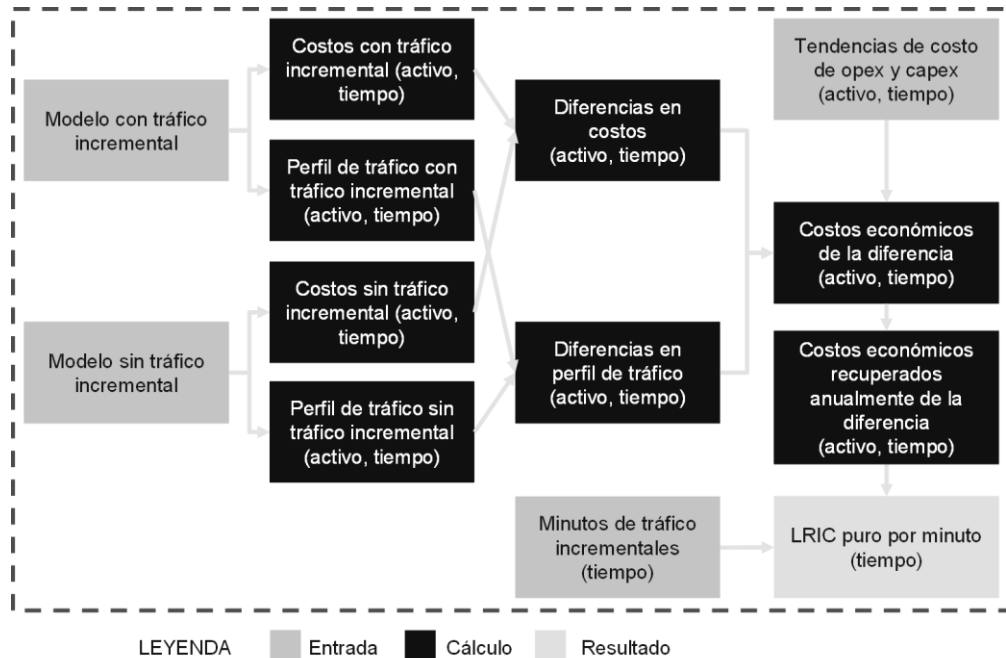 Modelo con tráfico
incremental
Modelo sin tráfico
incremental
Costos con tráfico
incremental (activo,
tiempo)
Perfil de tráfico con
tráfico incremental
(activo, tiempo)
Costos sin tráfico
incremental (activo,
tiempo)
Perfil de tráfico sin
tráfico incremental
(activo, tiempo)
Diferencias en
costos
(activo, tiempo)
Diferencias en
perfil de tráfico
(activo, tiempo)
Minutos de tráfico
incrementales
(tiempo)
Tendencias de costo
de opex y capex
(activo, tiempo)
Costos económicos
de la diferencia
(activo, tiempo)
Costos económicos
recuperados
anualmente de la
diferencia
(activo, tiempo)
LRIC puro por minuto
(tiempo)
LEYENDA
Entrada
Cálculo
Resultado